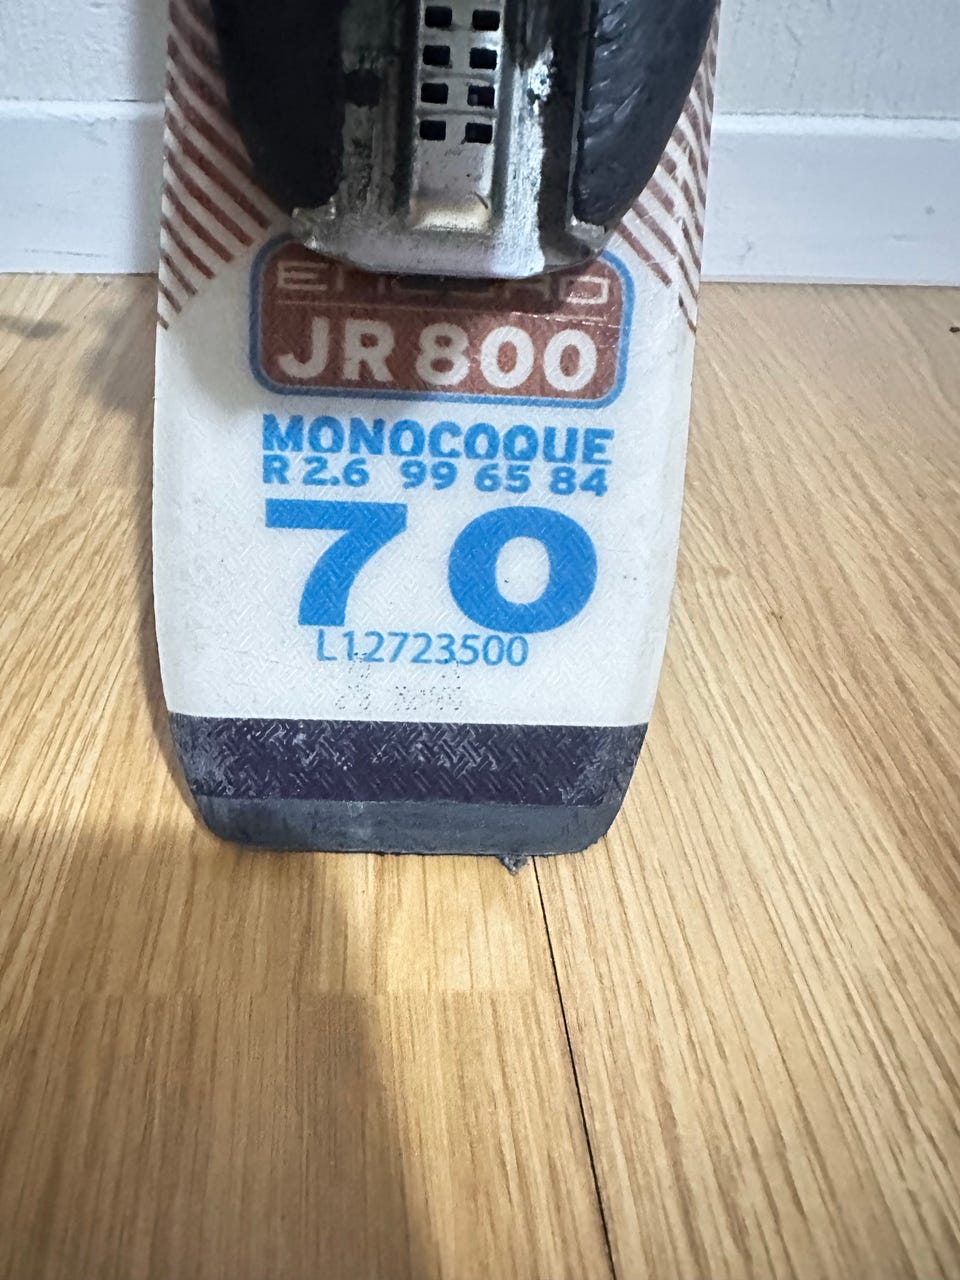 JR 800
MONOCOQUE
R 2.6 99 65 84
70
L12723500